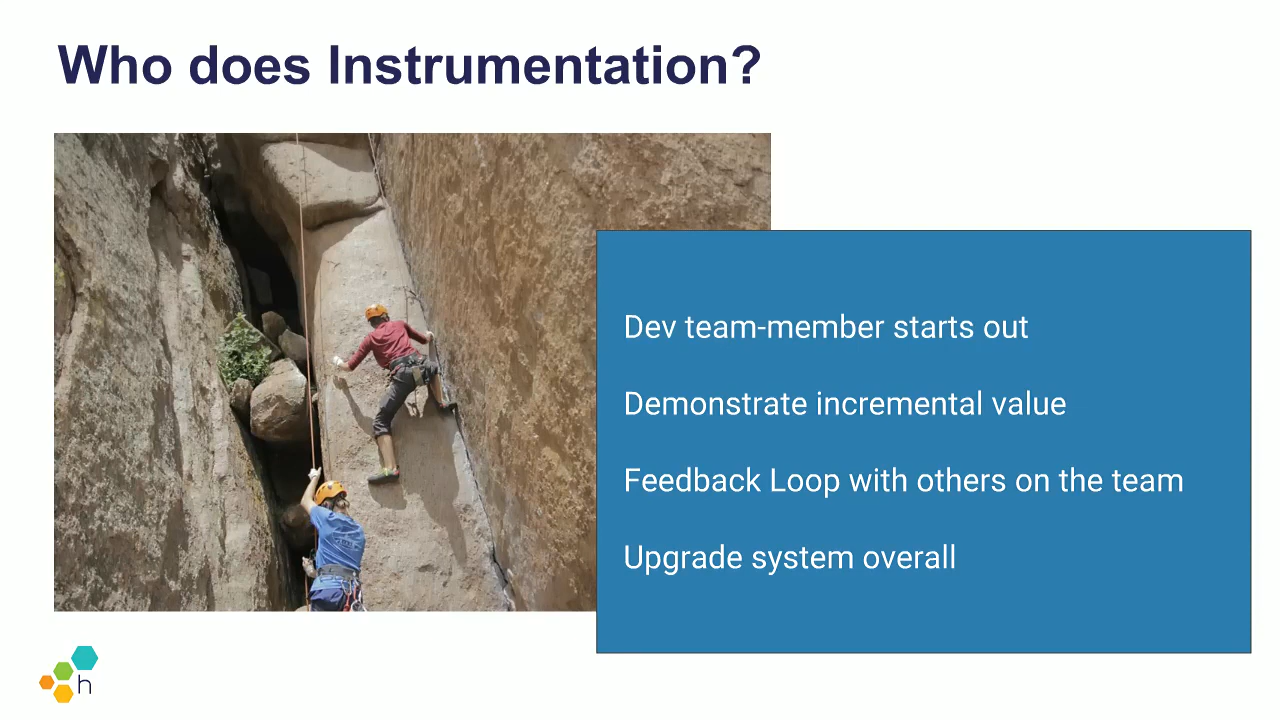 Who does Instrumentation?
Dev team-member starts out
Demonstrate incremental value
Feedback Loop with others on the team
Upgrade system overall
h